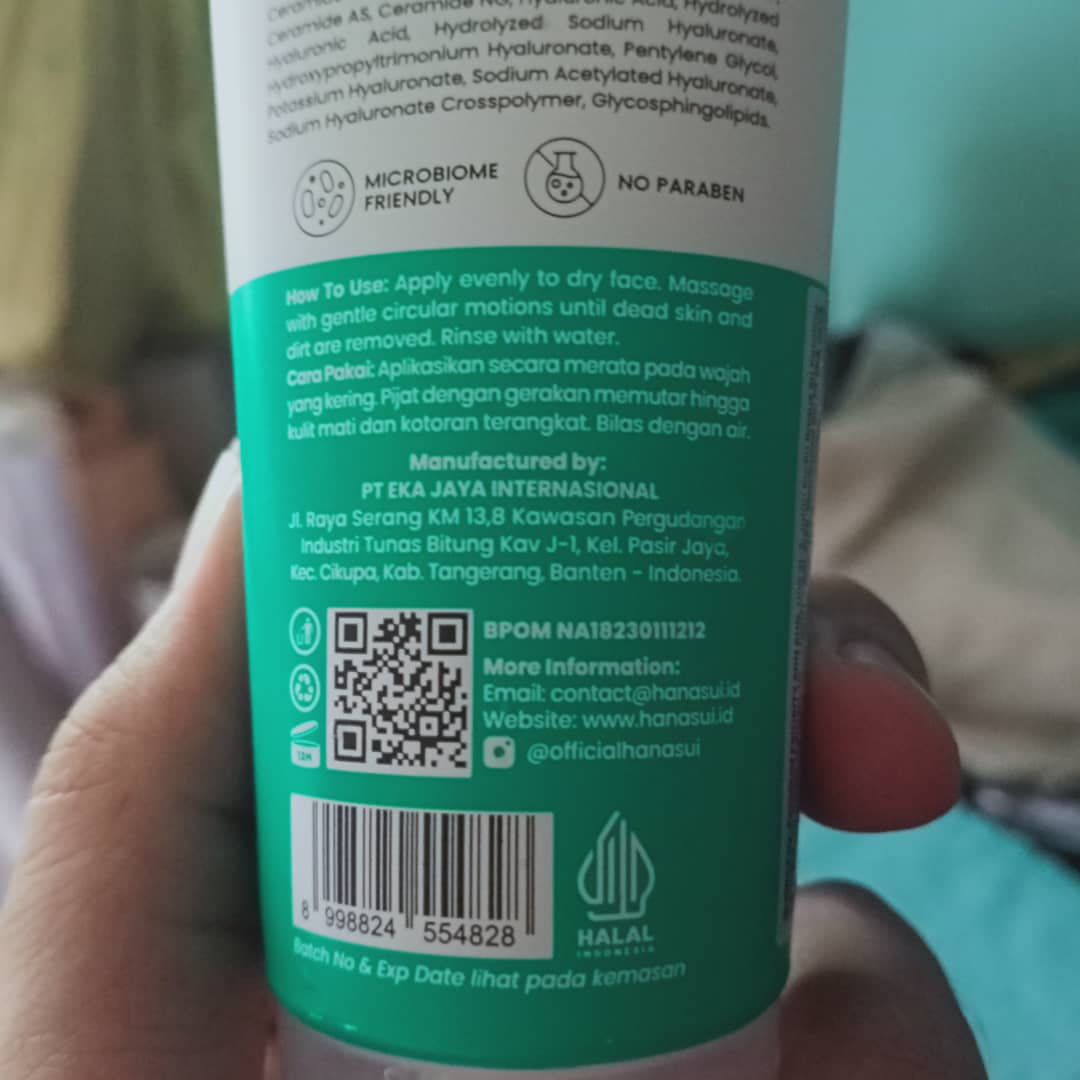 Ceramide AS, Ceramide NG, Hyaluronic Acid, Hydrolyzed
Hyaluronic Acid, Hydrolyzed Sodium Hyaluronate,
Hydroxypropyltrimonium Hyaluronate, Pentylene Glycol,
Potassium Hyaluronate, Sodium Acetylated Hyaluronate,
Sodium Hyaluronate Crosspolymer, Glycosphingolipids.
MICROBIOME
FRIENDLY
NO PARABEN
How To Use: Apply evenly to dry face. Massage
with gentle circular motions until dead skin and
dirt are removed. Rinse with water.
Cara Pakai: Aplikasikan secara merata pada wajah
yang kering. Pijat dengan gerakan memutar hingga
kulit mati dan kotoran terangkat. Bilas dengan air.
Manufactured by:
PT EKA JAYA INTERNASIONAL
Jl. Raya Serang KM 13,8 Kawasan Pergudangan
Industri Tunas Bitung Kav J-1, Kel. Pasir Jaya,
Kec. Cikupa, Kab. Tangerang, Banten - Indonesia.
BPOM NA18230111212
More Information:
Email: contact@hanasui.id
Website: www.hanasui.id
@officialhanasui
12M
8 998824 554828
HALAL
INDONESIA
Batch No & Exp Date lihat pada kemasan